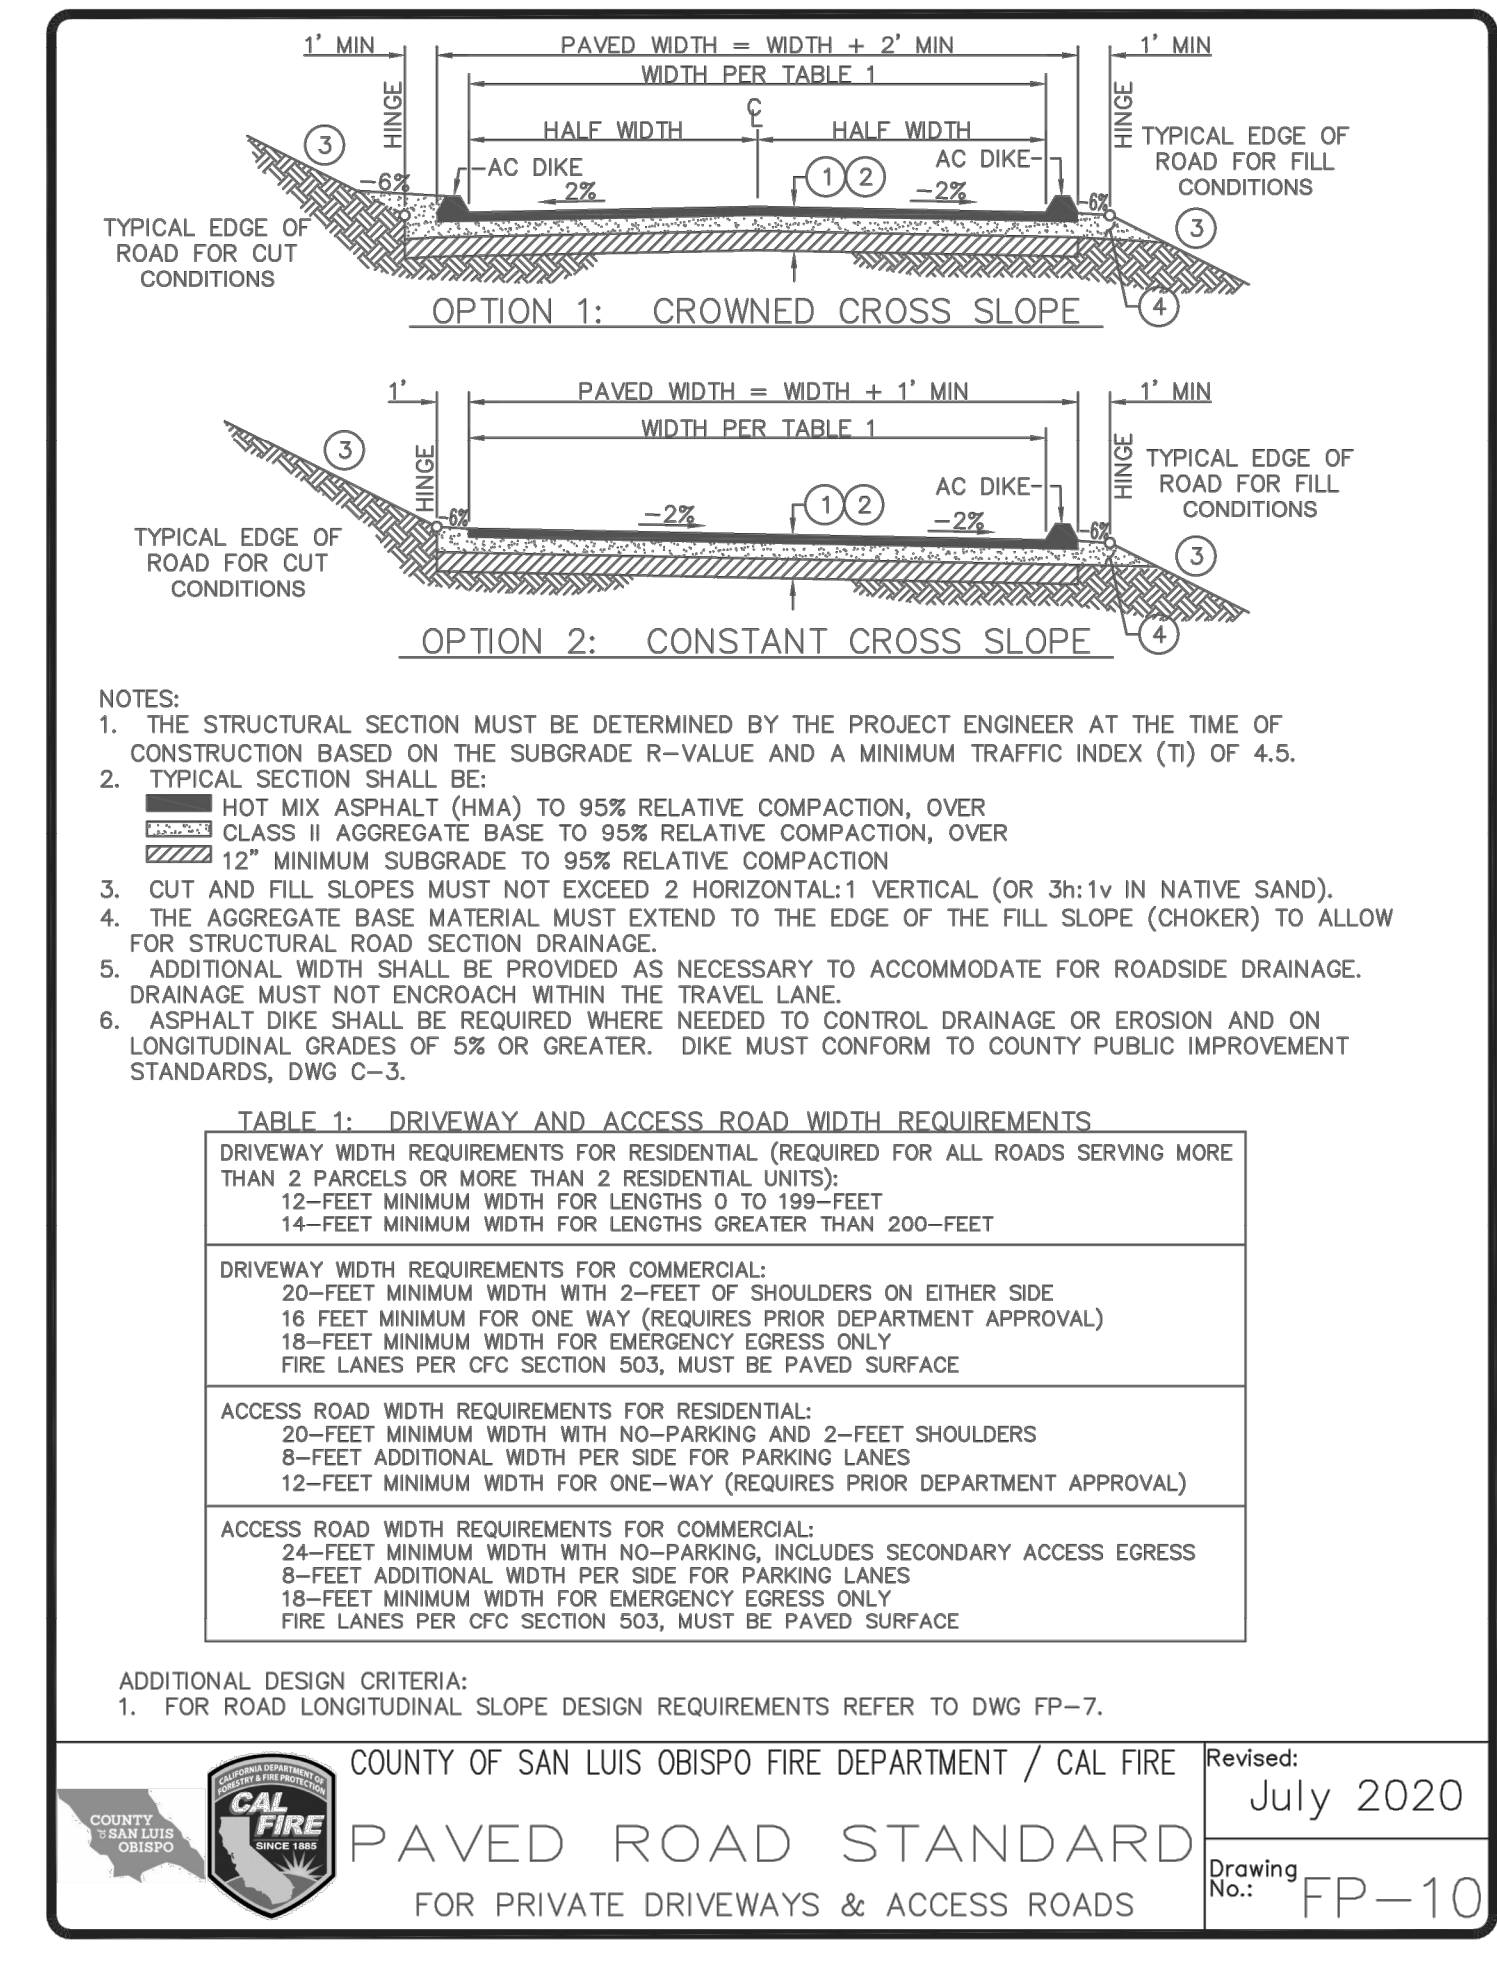 1' MIN
PAVED WIDTH = WIDTH + 2' MIN
1' MIN
WIDTH PER TABLE 1
HINGE
HINGE
℄
HALF WIDTH
HALF WIDTH
3
AC DIKE
AC DIKE
TYPICAL EDGE OF
ROAD FOR FILL
CONDITIONS
-6%
2%
1
2
-2%
-6%
TYPICAL EDGE OF
ROAD FOR CUT
CONDITIONS
3
OPTION 1: CROWNED CROSS SLOPE
4
1'
PAVED WIDTH = WIDTH + 1' MIN
1' MIN
WIDTH PER TABLE 1
3
HINGE
HINGE
TYPICAL EDGE OF
ROAD FOR FILL
CONDITIONS
AC DIKE
-6%
-2%
1
2
-2%
-6%
TYPICAL EDGE OF
ROAD FOR CUT
CONDITIONS
3
OPTION 2: CONSTANT CROSS SLOPE
4
NOTES:
1. THE STRUCTURAL SECTION MUST BE DETERMINED BY THE PROJECT ENGINEER AT THE TIME OF
CONSTRUCTION BASED ON THE SUBGRADE R-VALUE AND A MINIMUM TRAFFIC INDEX (TI) OF 4.5.
2. TYPICAL SECTION SHALL BE:
HOT MIX ASPHALT (HMA) TO 95% RELATIVE COMPACTION, OVER
CLASS II AGGREGATE BASE TO 95% RELATIVE COMPACTION, OVER
12" MINIMUM SUBGRADE TO 95% RELATIVE COMPACTION
3. CUT AND FILL SLOPES MUST NOT EXCEED 2 HORIZONTAL:1 VERTICAL (OR 3h:1v IN NATIVE SAND).
4. THE AGGREGATE BASE MATERIAL MUST EXTEND TO THE EDGE OF THE FILL SLOPE (CHOKER) TO ALLOW
FOR STRUCTURAL ROAD SECTION DRAINAGE.
5. ADDITIONAL WIDTH SHALL BE PROVIDED AS NECESSARY TO ACCOMMODATE FOR ROADSIDE DRAINAGE.
DRAINAGE MUST NOT ENCROACH WITHIN THE TRAVEL LANE.
6. ASPHALT DIKE SHALL BE REQUIRED WHERE NEEDED TO CONTROL DRAINAGE OR EROSION AND ON
LONGITUDINAL GRADES OF 5% OR GREATER. DIKE MUST CONFORM TO COUNTY PUBLIC IMPROVEMENT
STANDARDS, DWG C-3.
TABLE 1: DRIVEWAY AND ACCESS ROAD WIDTH REQUIREMENTS
DRIVEWAY WIDTH REQUIREMENTS FOR RESIDENTIAL (REQUIRED FOR ALL ROADS SERVING MORE
THAN 2 PARCELS OR MORE THAN 2 RESIDENTIAL UNITS):
12-FEET MINIMUM WIDTH FOR LENGTHS 0 TO 199-FEET
14-FEET MINIMUM WIDTH FOR LENGTHS GREATER THAN 200-FEET
DRIVEWAY WIDTH REQUIREMENTS FOR COMMERCIAL:
20-FEET MINIMUM WIDTH WITH 2-FEET OF SHOULDERS ON EITHER SIDE
16 FEET MINIMUM FOR ONE WAY (REQUIRES PRIOR DEPARTMENT APPROVAL)
18-FEET MINIMUM WIDTH FOR EMERGENCY EGRESS ONLY
FIRE LANES PER CFC SECTION 503, MUST BE PAVED SURFACE
ACCESS ROAD WIDTH REQUIREMENTS FOR RESIDENTIAL:
20-FEET MINIMUM WIDTH WITH NO-PARKING AND 2-FEET SHOULDERS
8-FEET ADDITIONAL WIDTH PER SIDE FOR PARKING LANES
12-FEET MINIMUM WIDTH FOR ONE-WAY (REQUIRES PRIOR DEPARTMENT APPROVAL)
ACCESS ROAD WIDTH REQUIREMENTS FOR COMMERCIAL:
24-FEET MINIMUM WIDTH WITH NO-PARKING, INCLUDES SECONDARY ACCESS EGRESS
8-FEET ADDITIONAL WIDTH PER SIDE FOR PARKING LANES
18-FEET MINIMUM WIDTH FOR EMERGENCY EGRESS ONLY
FIRE LANES PER CFC SECTION 503, MUST BE PAVED SURFACE
ADDITIONAL DESIGN CRITERIA:
1. FOR ROAD LONGITUDINAL SLOPE DESIGN REQUIREMENTS REFER TO DWG FP-7.
COUNTY
OF SAN LUIS
OBISPO
CALIFORNIA DEPARTMENT OF
FORESTRY & FIRE PROTECTION
CAL
FIRE
SINCE 1885
COUNTY OF SAN LUIS OBISPO FIRE DEPARTMENT / CAL FIRE
PAVED ROAD STANDARD
FOR PRIVATE DRIVEWAYS & ACCESS ROADS
Revised:
July 2020
Drawing
No.:
FP-10